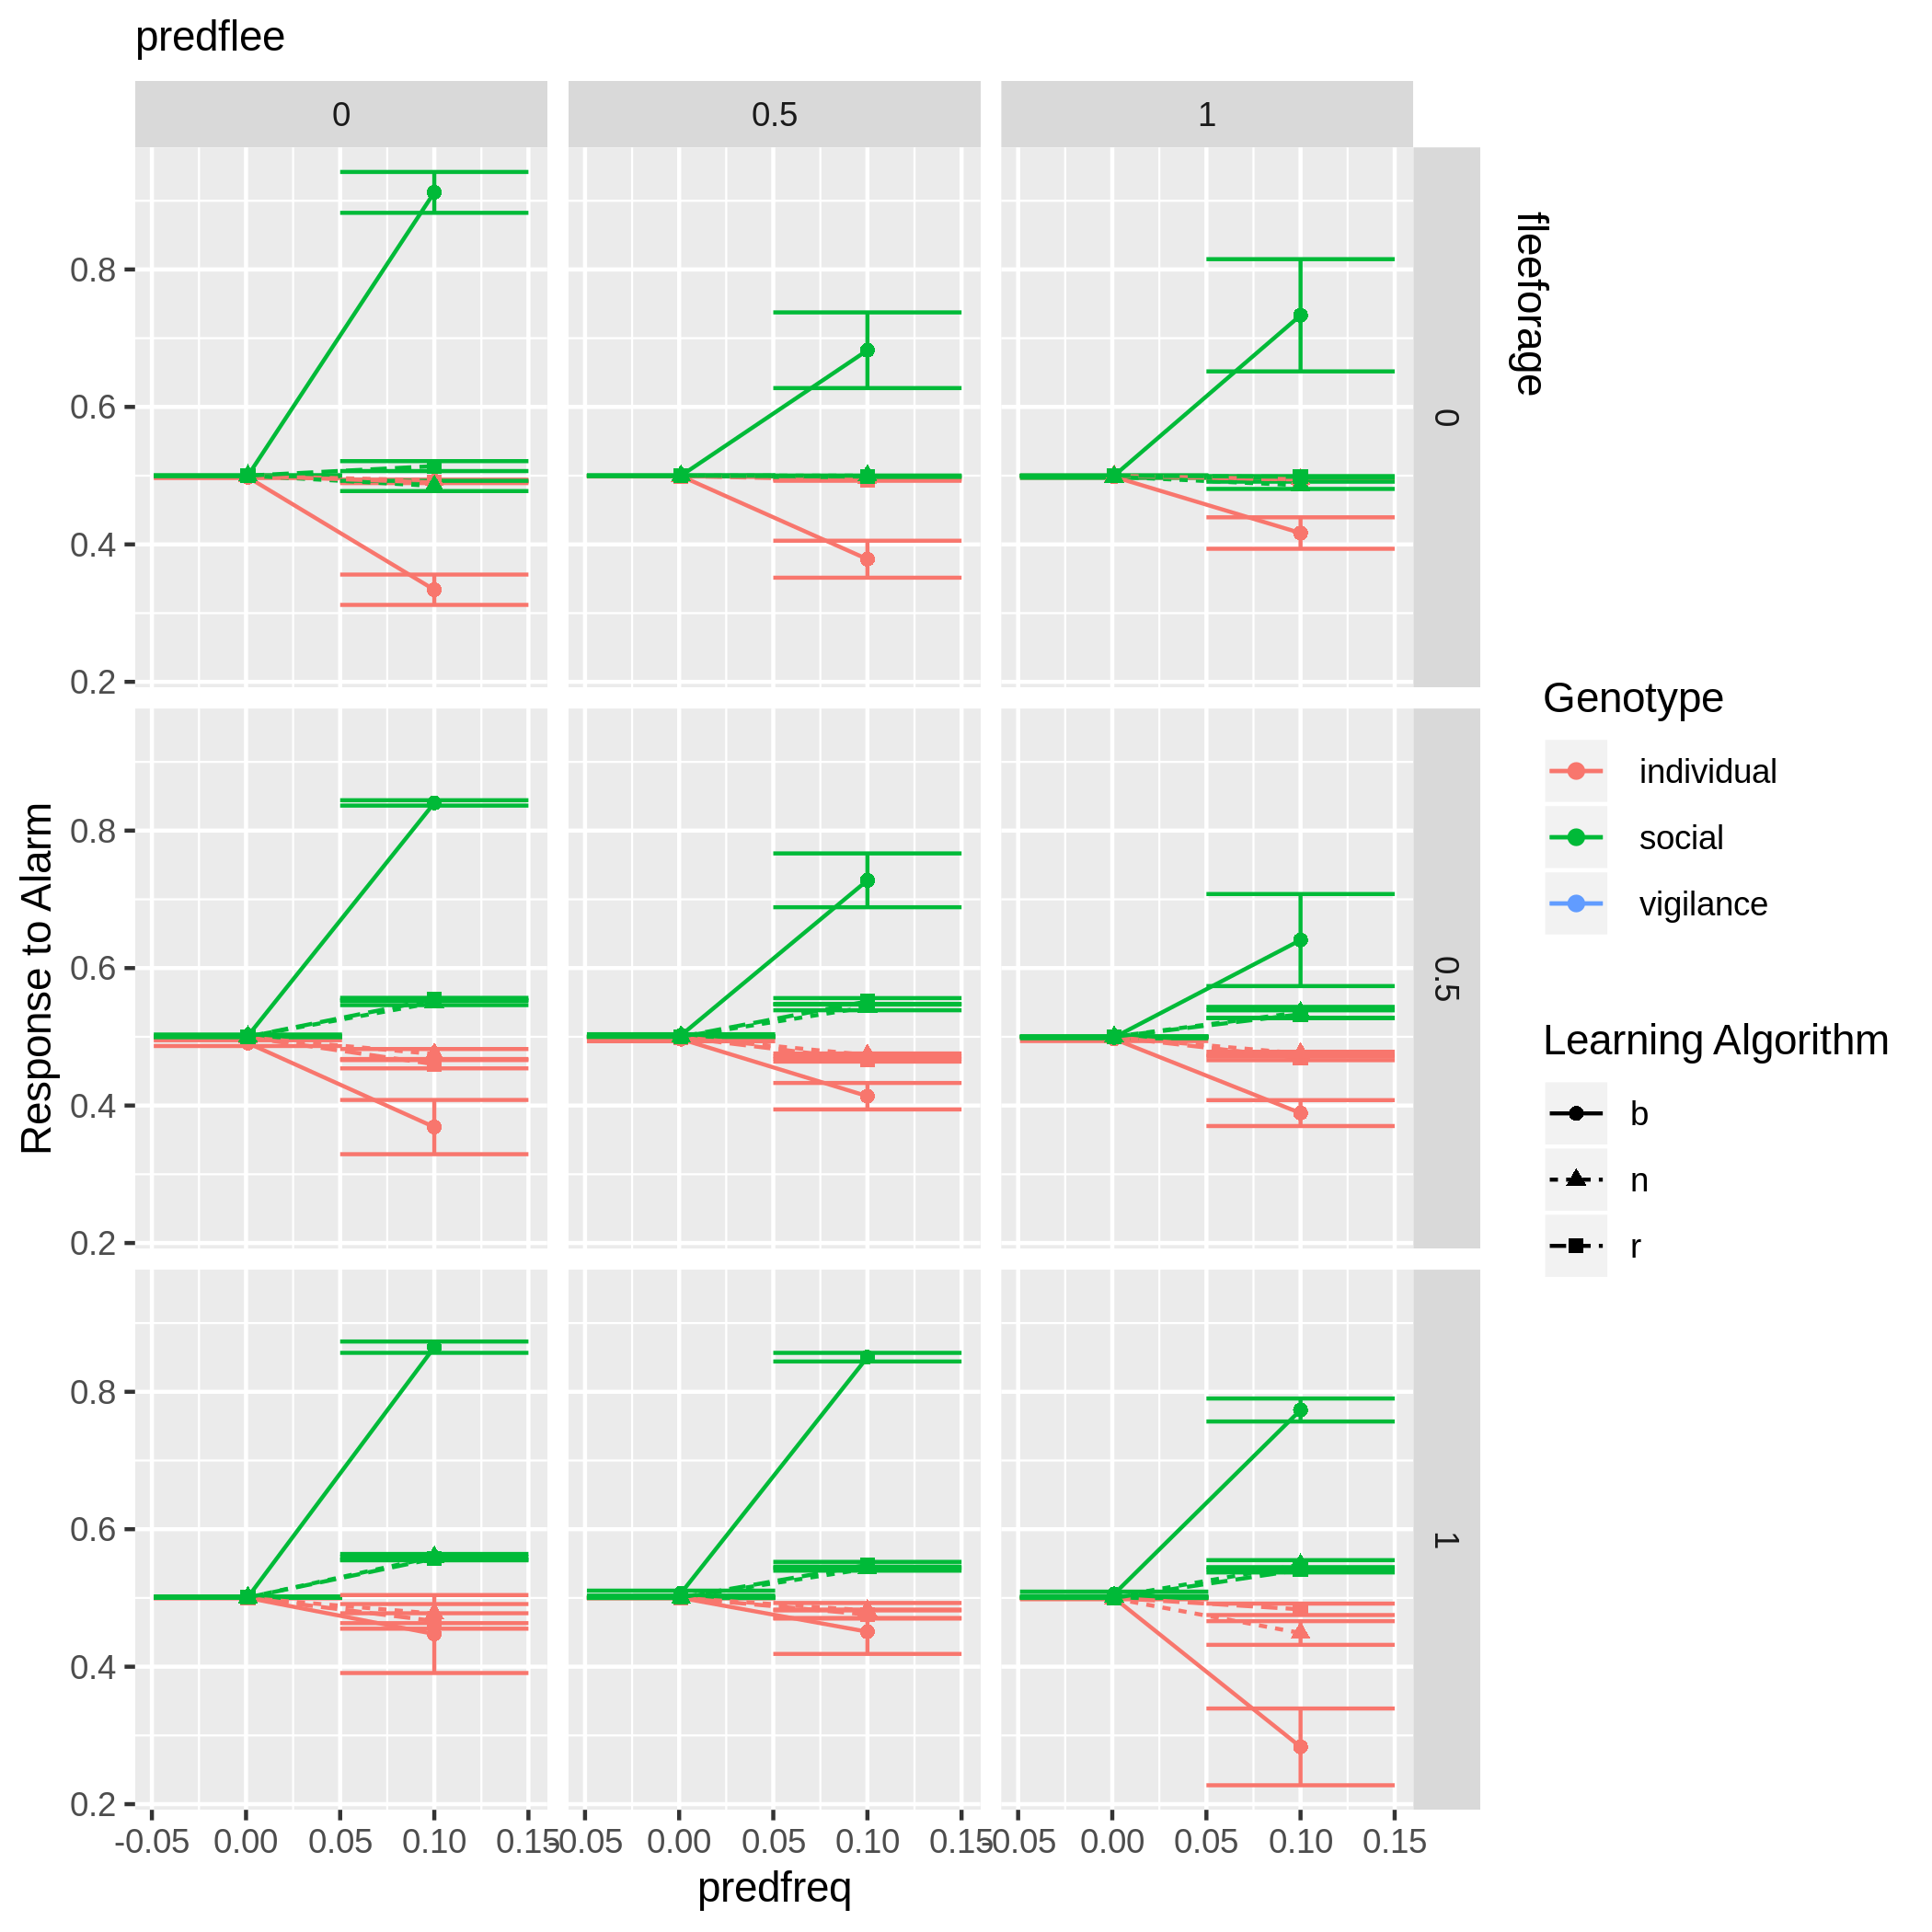 predflee
0 0.5 1
fleeforage
0.8
0.6
0.4
0.2
0
Response to Alarm
0.8
0.6
0.4
0.2
0.5
0.8
0.6
0.4
0.2
1
-0.05 0.00 0.05 0.10 0.15 -0.05 0.00 0.05 0.10 0.15 -0.05 0.00 0.05 0.10 0.15
predfreq
Genotype
individual
social
vigilance
Learning Algorithm
b
n
r